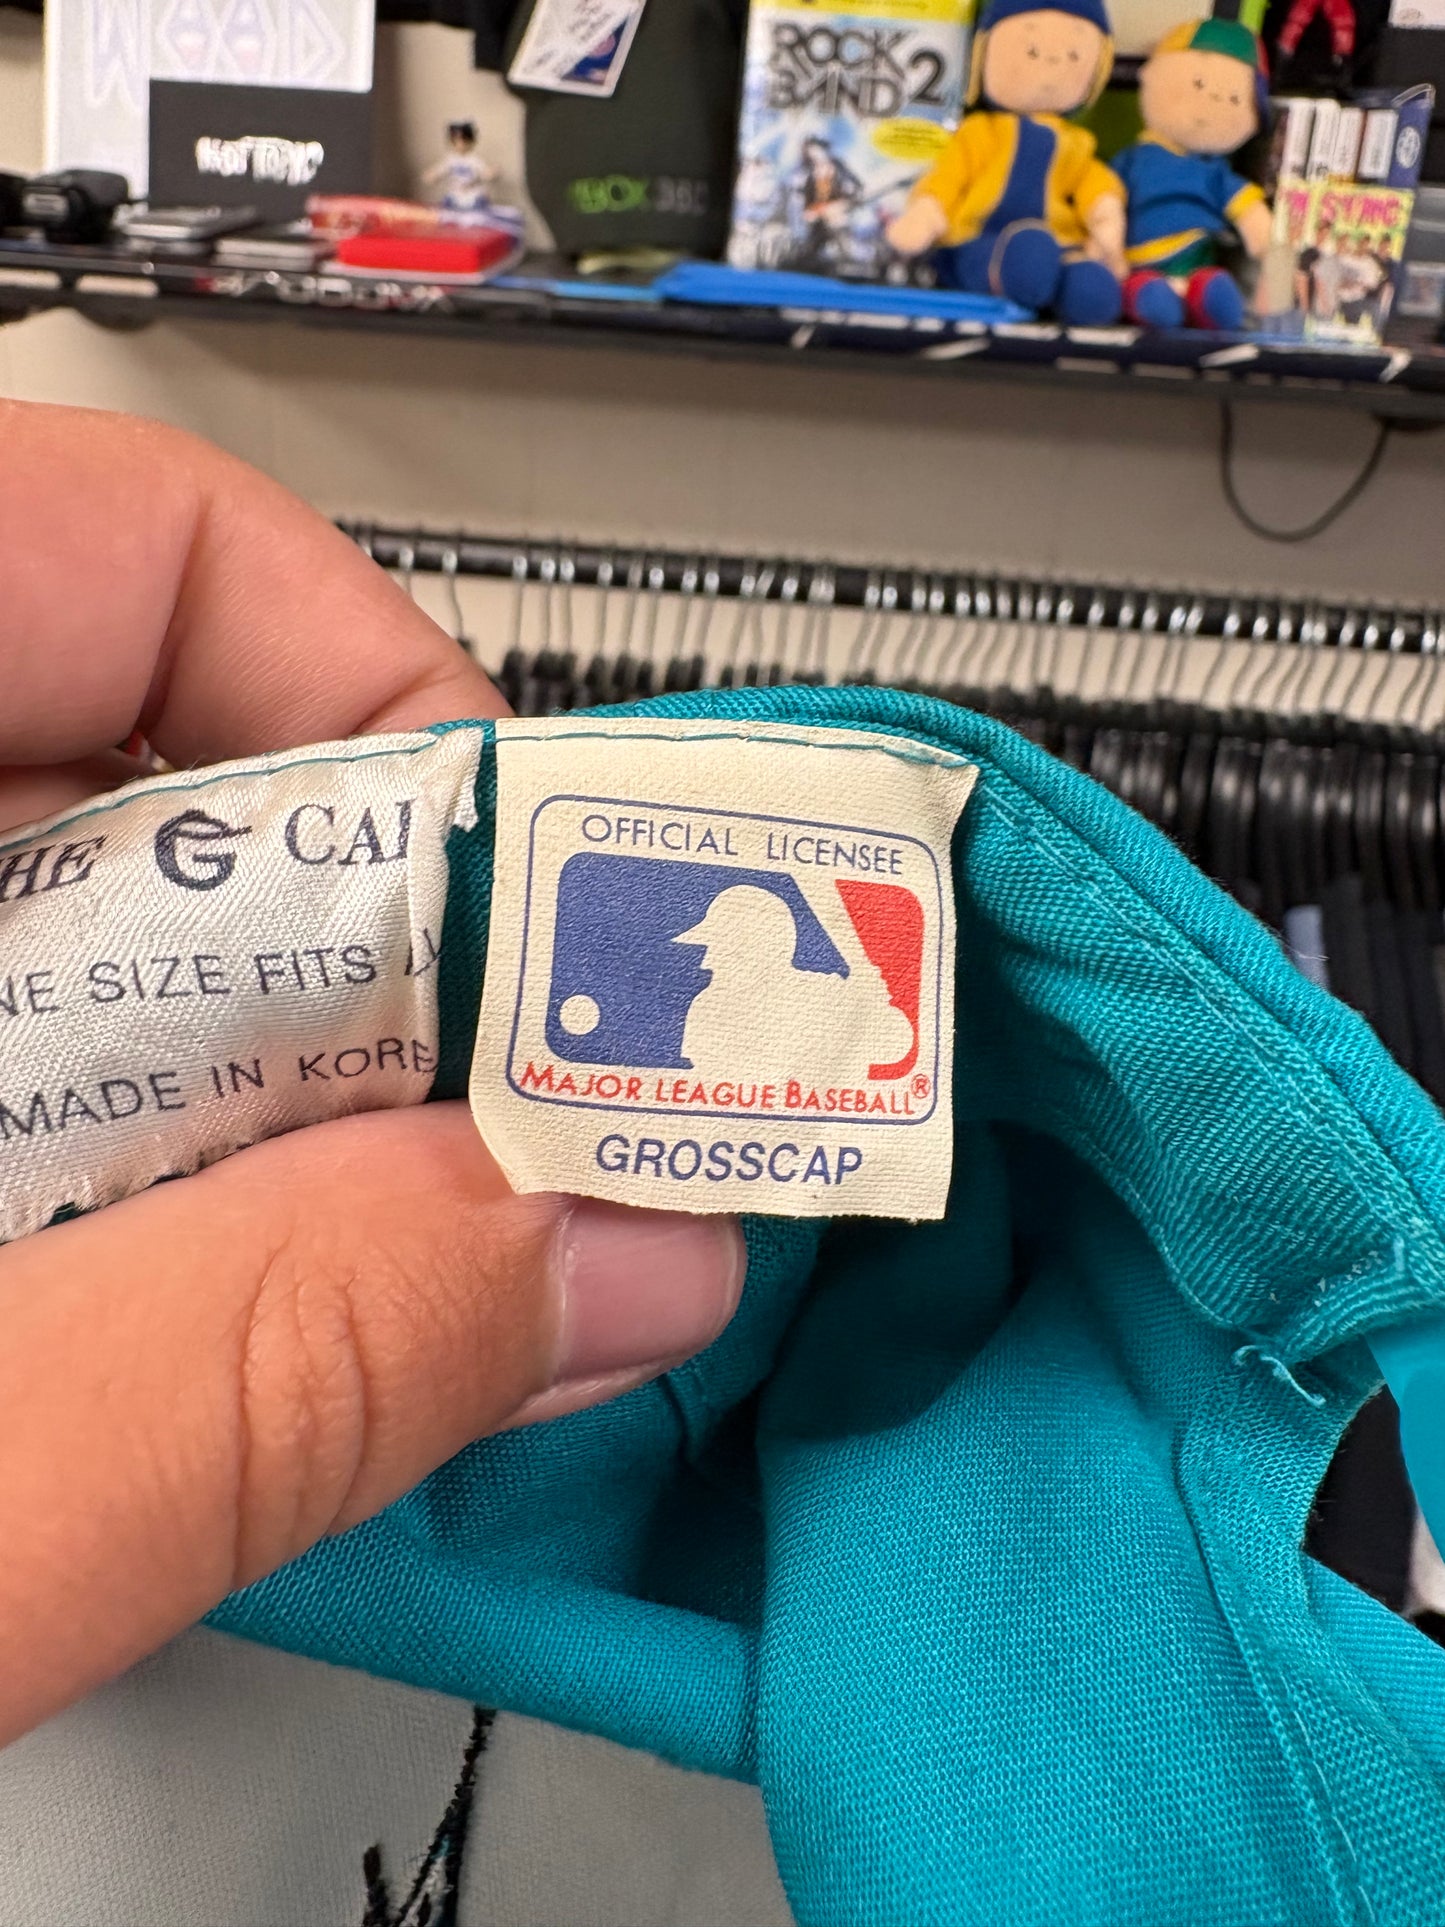 ROCK
BAND 2
XBOX 360
HE G CA
NE SIZE FITS
MADE IN KORE
OFFICIAL LICENSEE
MAJOR LEAGUE BASEBALL®
GROSSCAP